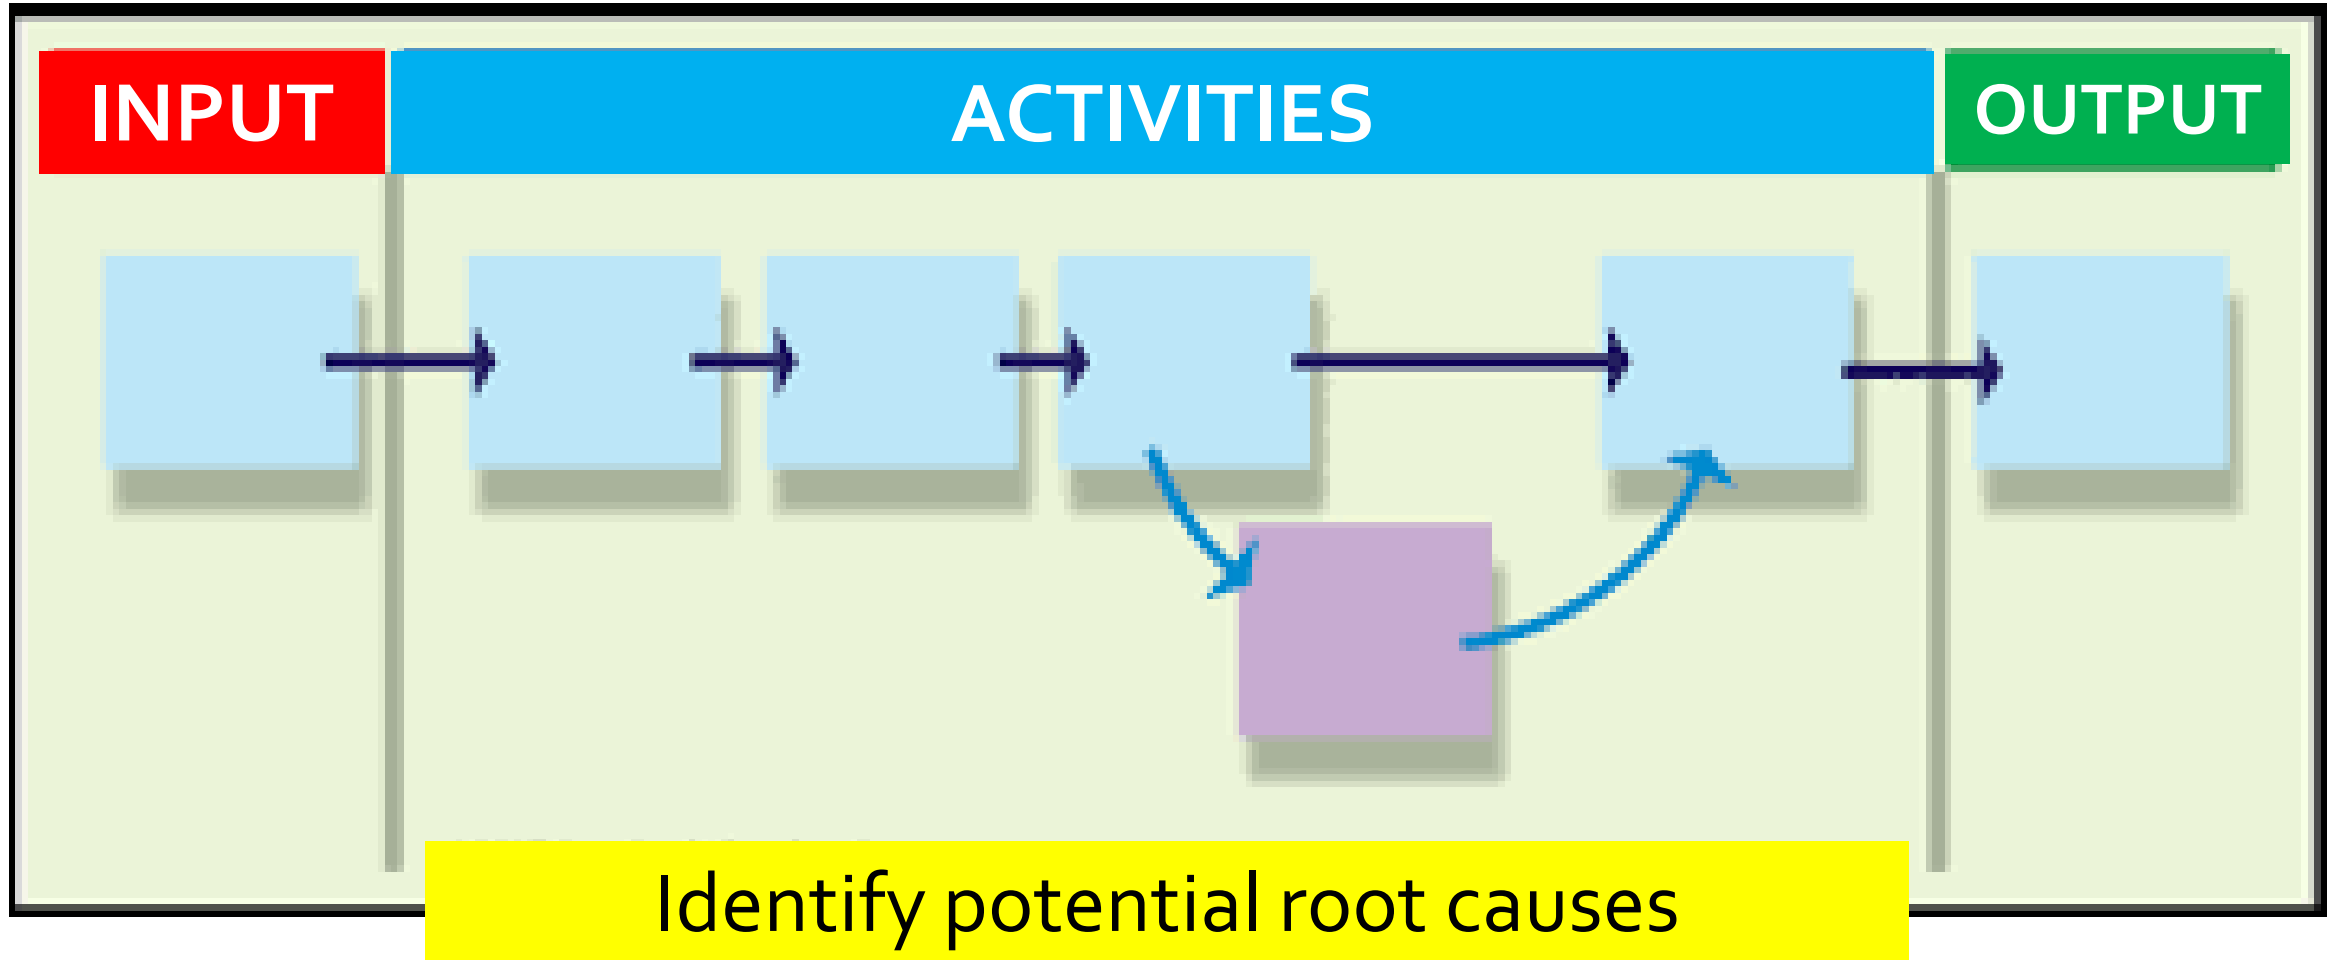 INPUT
ACTIVITIES
OUTPUT
Identify potential root causes